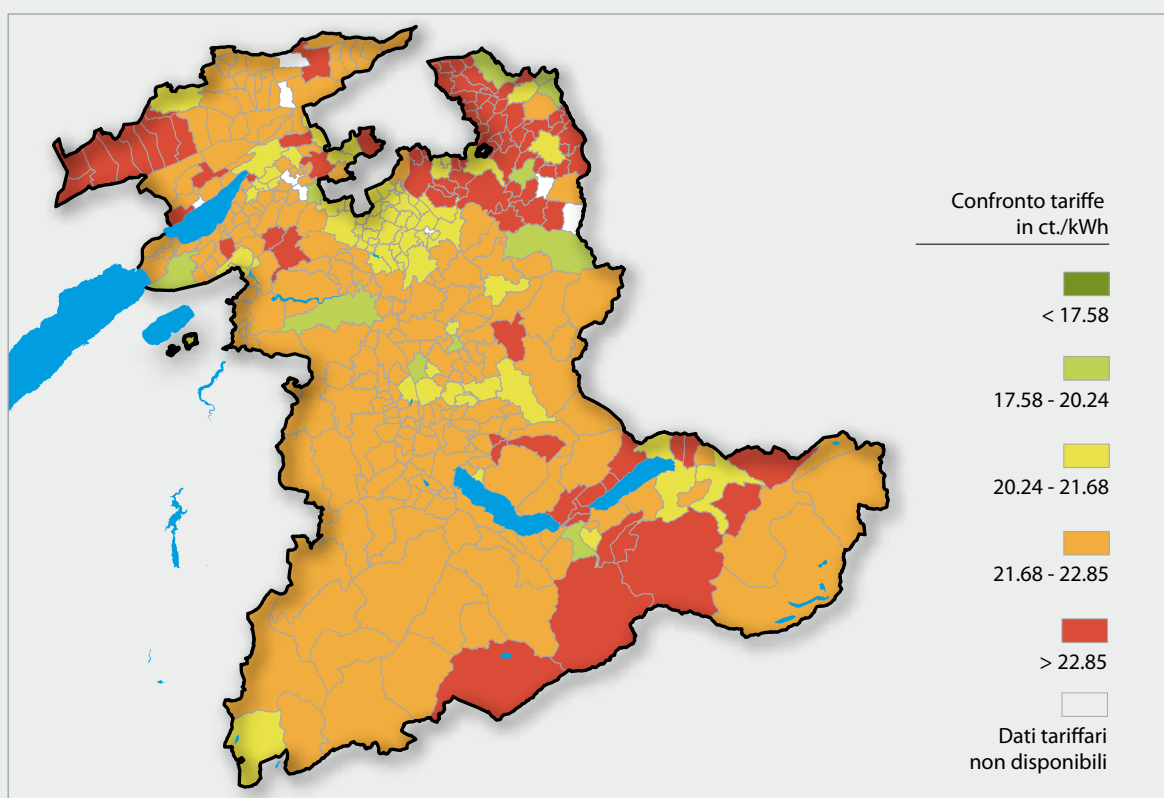 Confronto tariffe
in ct./kWh
< 17.58
17.58 - 20.24
20.24 - 21.68
21.68 - 22.85
> 22.85
Dati tariffari
non disponibili